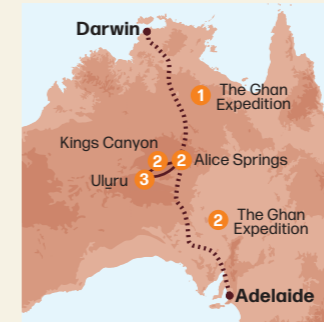 Darwin
1 The Ghan
Expedition
Kings Canyon
2 2 Alice Springs
Uluru 3
2 The Ghan
Expedition
Adelaide